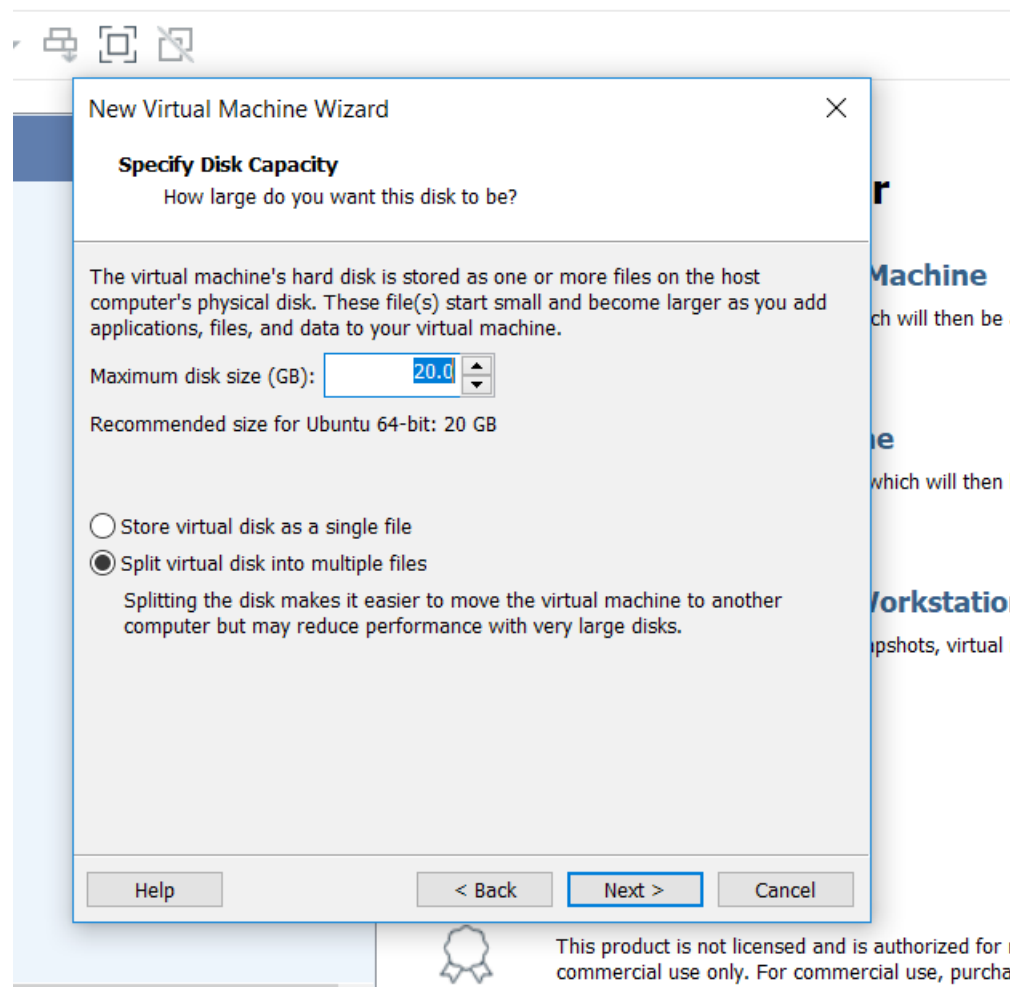 New Virtual Machine Wizard
Specify Disk Capacity
How large do you want this disk to be?
The virtual machine's hard disk is stored as one or more files on the host
computer's physical disk. These file(s) start small and become larger as you add
applications, files, and data to your virtual machine.
Maximum disk size (GB): 20.0
Recommended size for Ubuntu 64-bit: 20 GB
Store virtual disk as a single file
Split virtual disk into multiple files
Splitting the disk makes it easier to move the virtual machine to another
computer but may reduce performance with very large disks.
Help
< Back
Next >
Cancel
r
Machine
ch will then be
which will then
virtual
This product is not licensed and is authorized for
commercial use only. For commercial use,